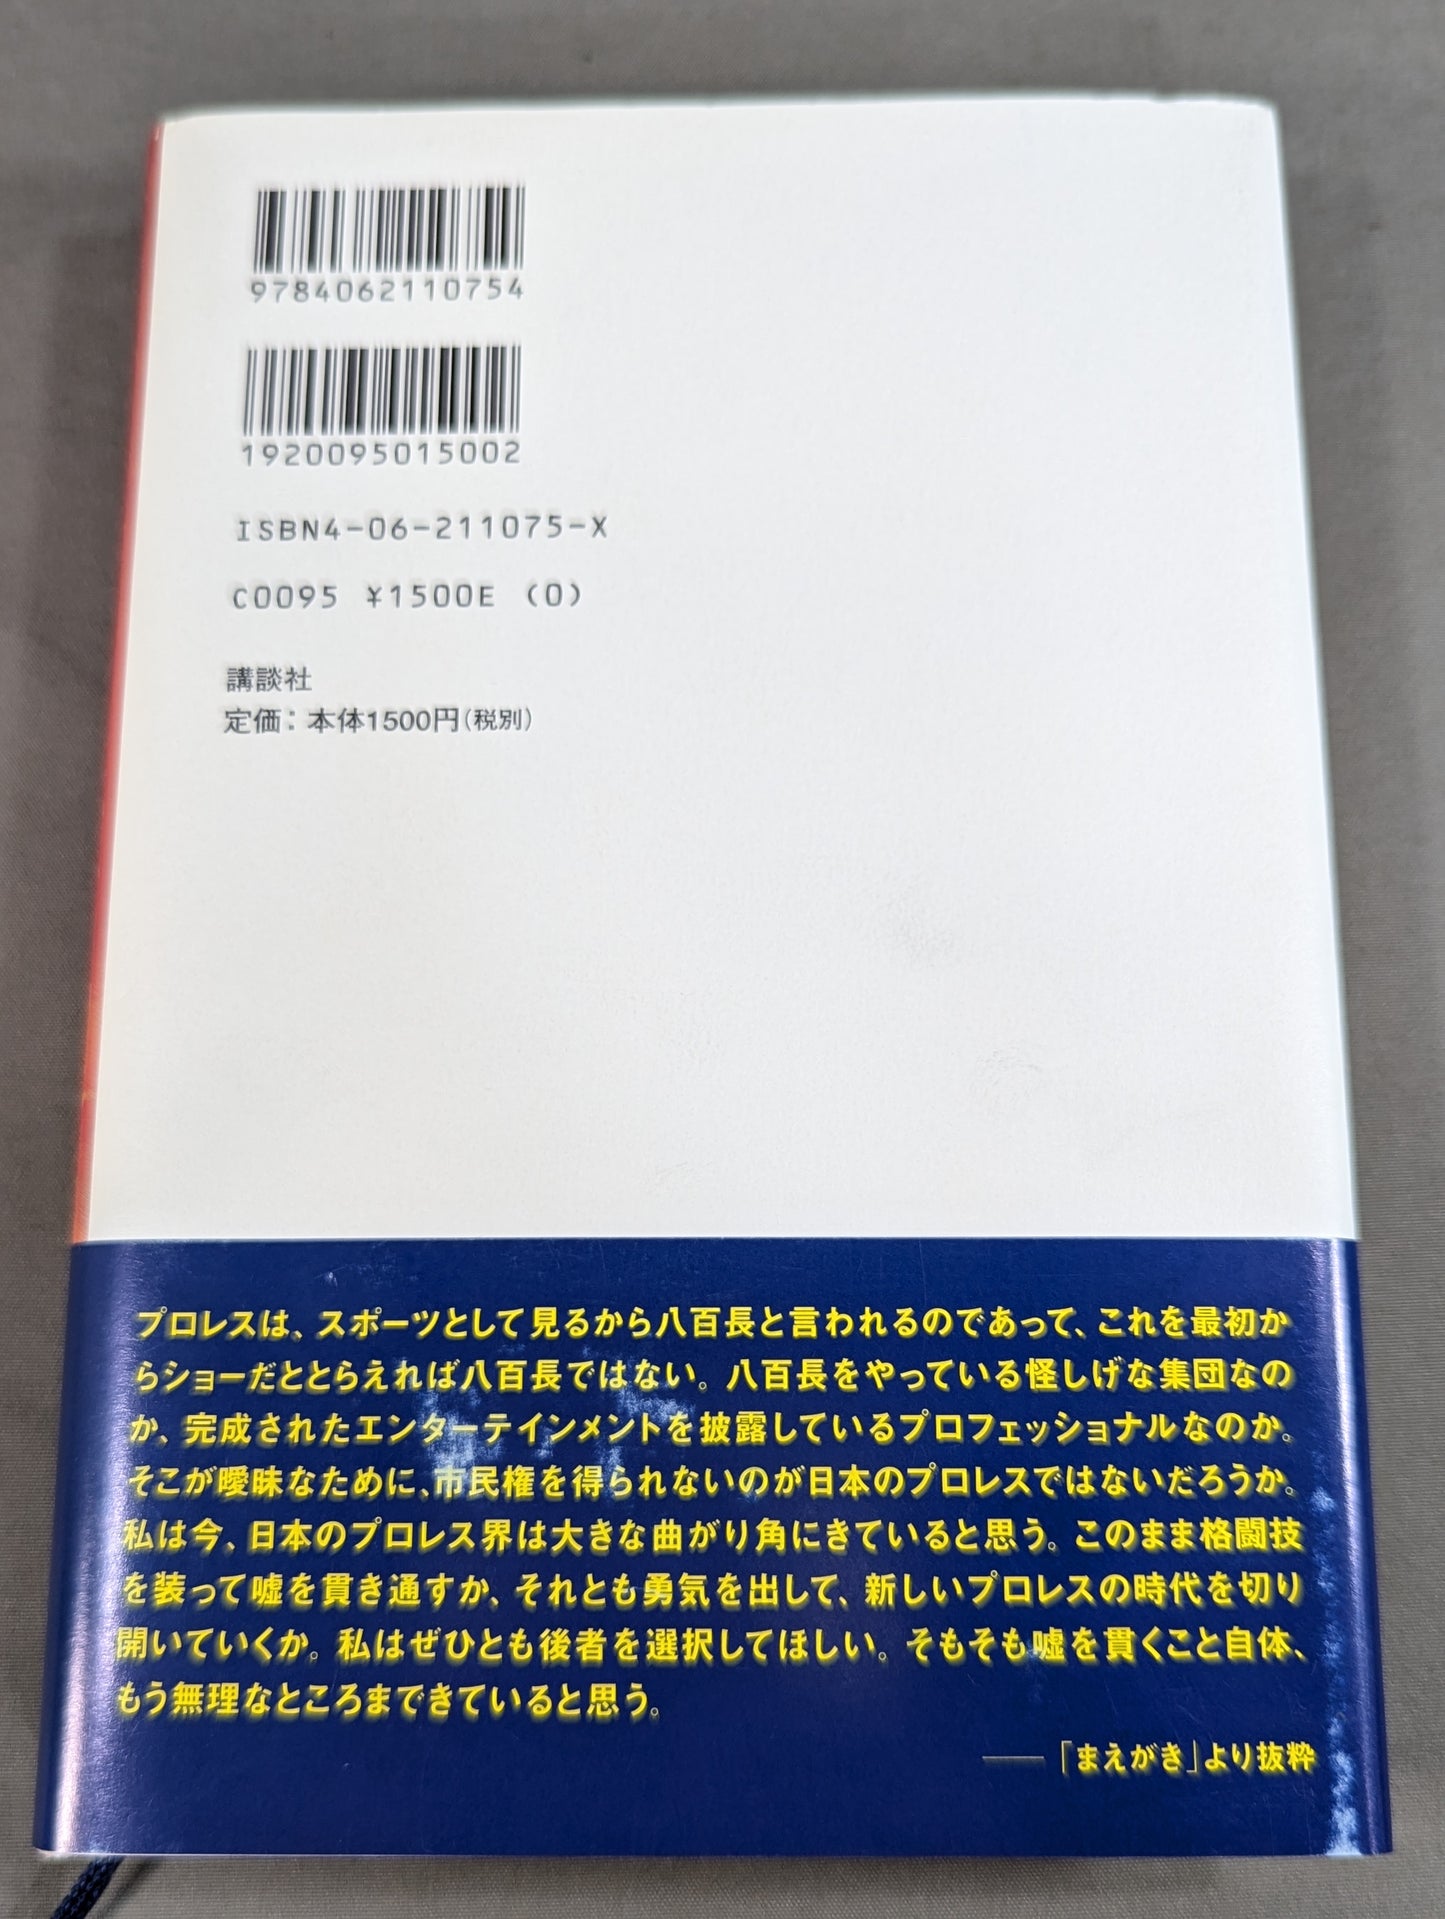 9784062110754
1920095015002
ISBN4-06-211075-X
C0095 ¥1500E (0)
講談社
定価：本体1500円(税別)
プロレスは、スポーツとして見るから八百長と言われるのであって、これを最初か
らショーだととらえれば八百長ではない。八百長をやっている怪しげな集団なの
か、完成されたエンターテインメントを披露しているプロフェッショナルなのか。
そこが曖昧なために、市民権を得られないのが日本のプロレスではないだろうか。
私は今、日本のプロレス界は大きな曲がり角にきていると思う。このまま格闘技
を装って嘘を貫き通すか、それとも勇気を出して、新しいプロレスの時代を切り
開いていくか。私はぜひとも後者を選択してほしい。そもそも嘘を貫くこと自体、
もう無理なところまできていると思う。
――「まえがき」より抜粋